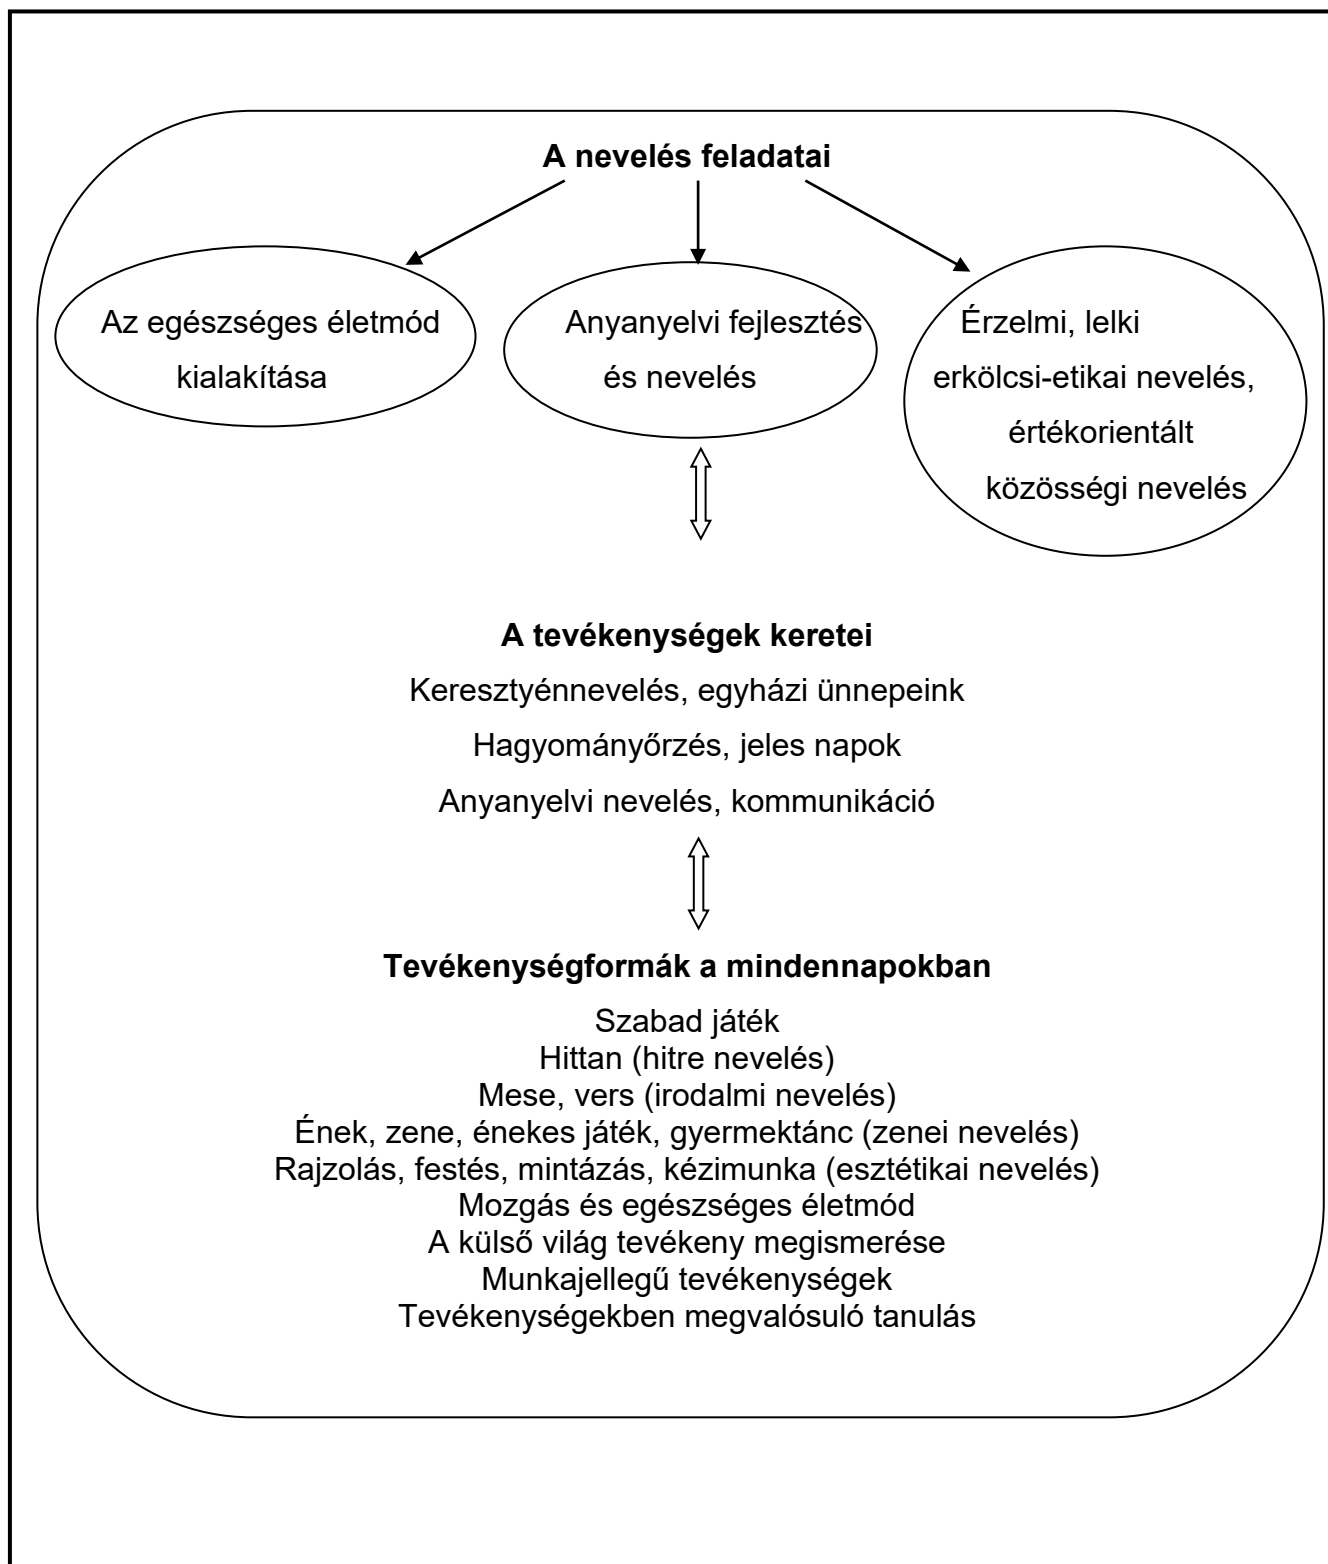 A nevelés feladatai
Az egészséges életmód
kialakítása
Anyanyelvi fejlesztés
és nevelés
Érzelmi, lelki
erkölcsi-etikai nevelés,
értékorientált
közösségi nevelés
A tevékenységek keretei
Keresztyénnevelés, egyházi ünnepeink
Hagyományőrzés, jeles napok
Anyanyelvi nevelés, kommunikáció
Tevékenységformák a mindennapokban
Szabad játék
Hittan (hitre nevelés)
Mese, vers (irodalmi nevelés)
Ének, zene, énekes játék, gyermektánc (zenei nevelés)
Rajzolás, festés, mintázás, kézimunka (esztétikai nevelés)
Mozgás és egészséges életmód
A külső világ tevékeny megismerése
Munkajellegű tevékenységek
Tevékenységekben megvalósuló tanulás